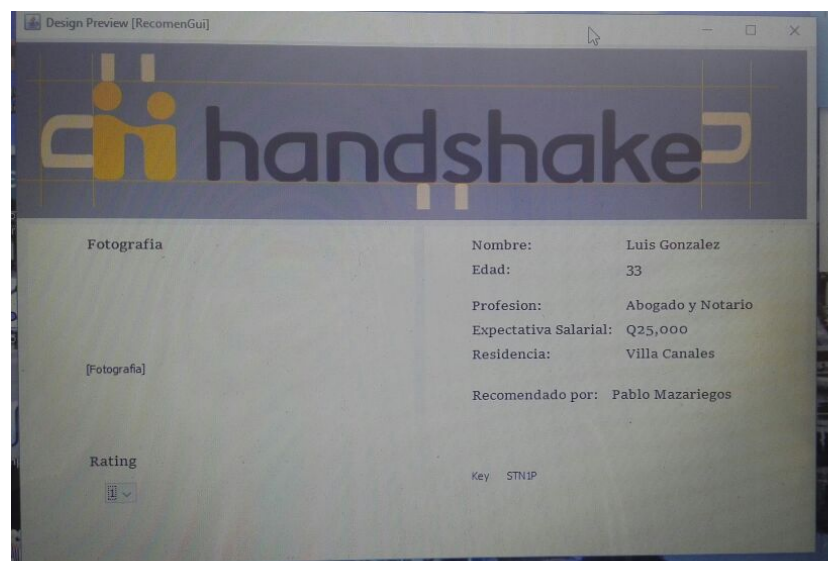 Design Preview [RecomenGui]
handshake
Fotografia
[Fotografia]
Rating
1
Nombre: Luis Gonzalez
Edad: 33
Profesion: Abogado y Notario
Expectativa Salarial: Q25,000
Residencia: Villa Canales
Recomendado por: Pablo Mazariegos
Key STN1P